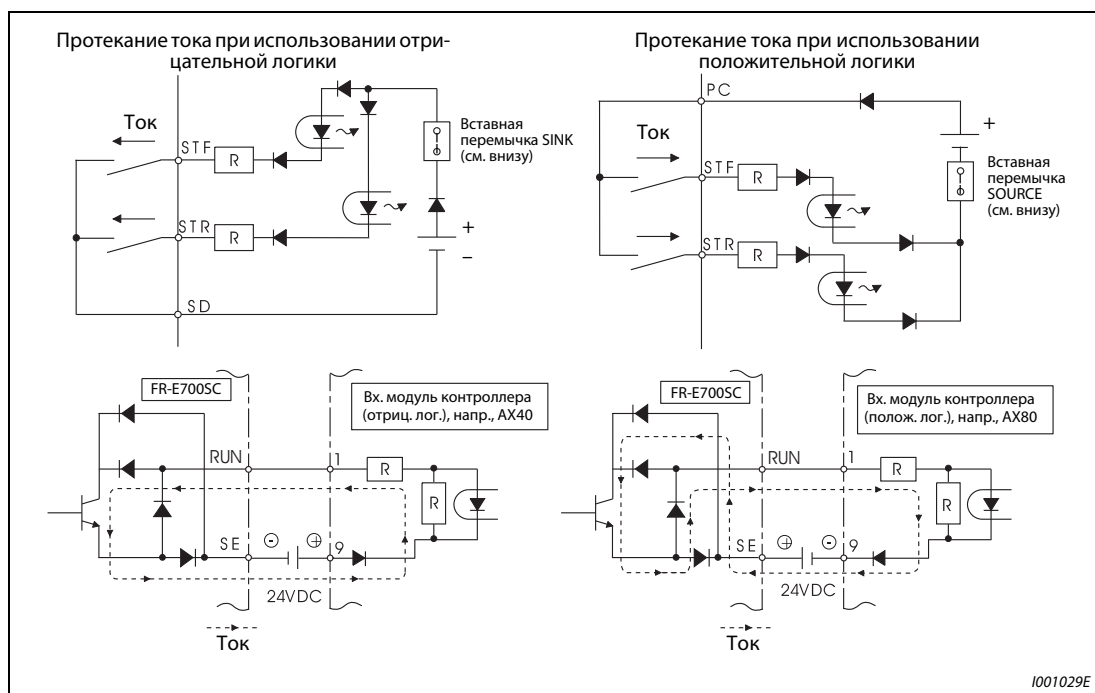 Протекание тока при использовании отри-
цательной логики
Ток
STF
R
STR
R
SD
Вставная
перемычка SINK
(см. внизу)
+
−
Протекание тока при использовании
положительной логики
PC
Ток
STF
R
STR
R
+
Вставная
перемычка
SOURCE
(см. внизу)
FR-E700SC
Вх. модуль контроллера
(отриц. лог.), напр., AX40
RUN
1
R
R
SE
-
+
9
24VDC
Ток
FR-E700SC
Вх. модуль контроллера
(полож. лог.), напр., AX80
RUN
1
R
R
SE
+
-
9
24VDC
Ток
I001029E